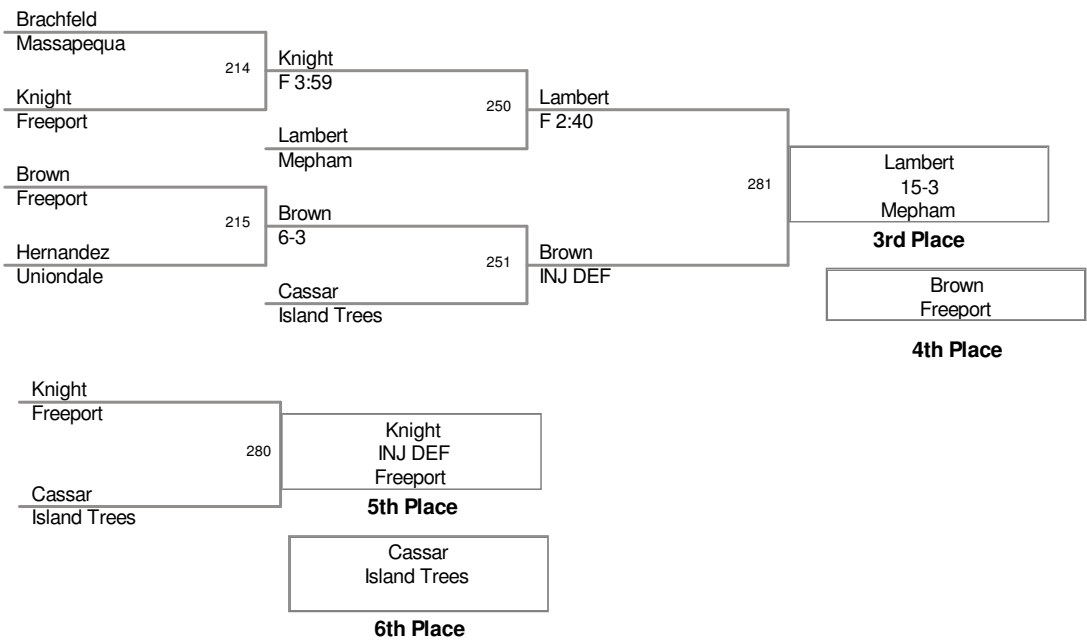 Brachfeld
Massapequa
214
Knight
Freeport
Knight
F 3:59
250
Lambert
Mepham
Lambert
F 2:40
Brown
Freeport
215
Hernandez
Uniondale
Brown
6-3
251
Cassar
Island Trees
Brown
INJ DEF
281
Lambert
15-3
Mepham
3rd Place
Brown
Freeport
4th Place
Knight
Freeport
280
Cassar
Island Trees
Knight
INJ DEF
Freeport
5th Place
Cassar
Island Trees
6th Place